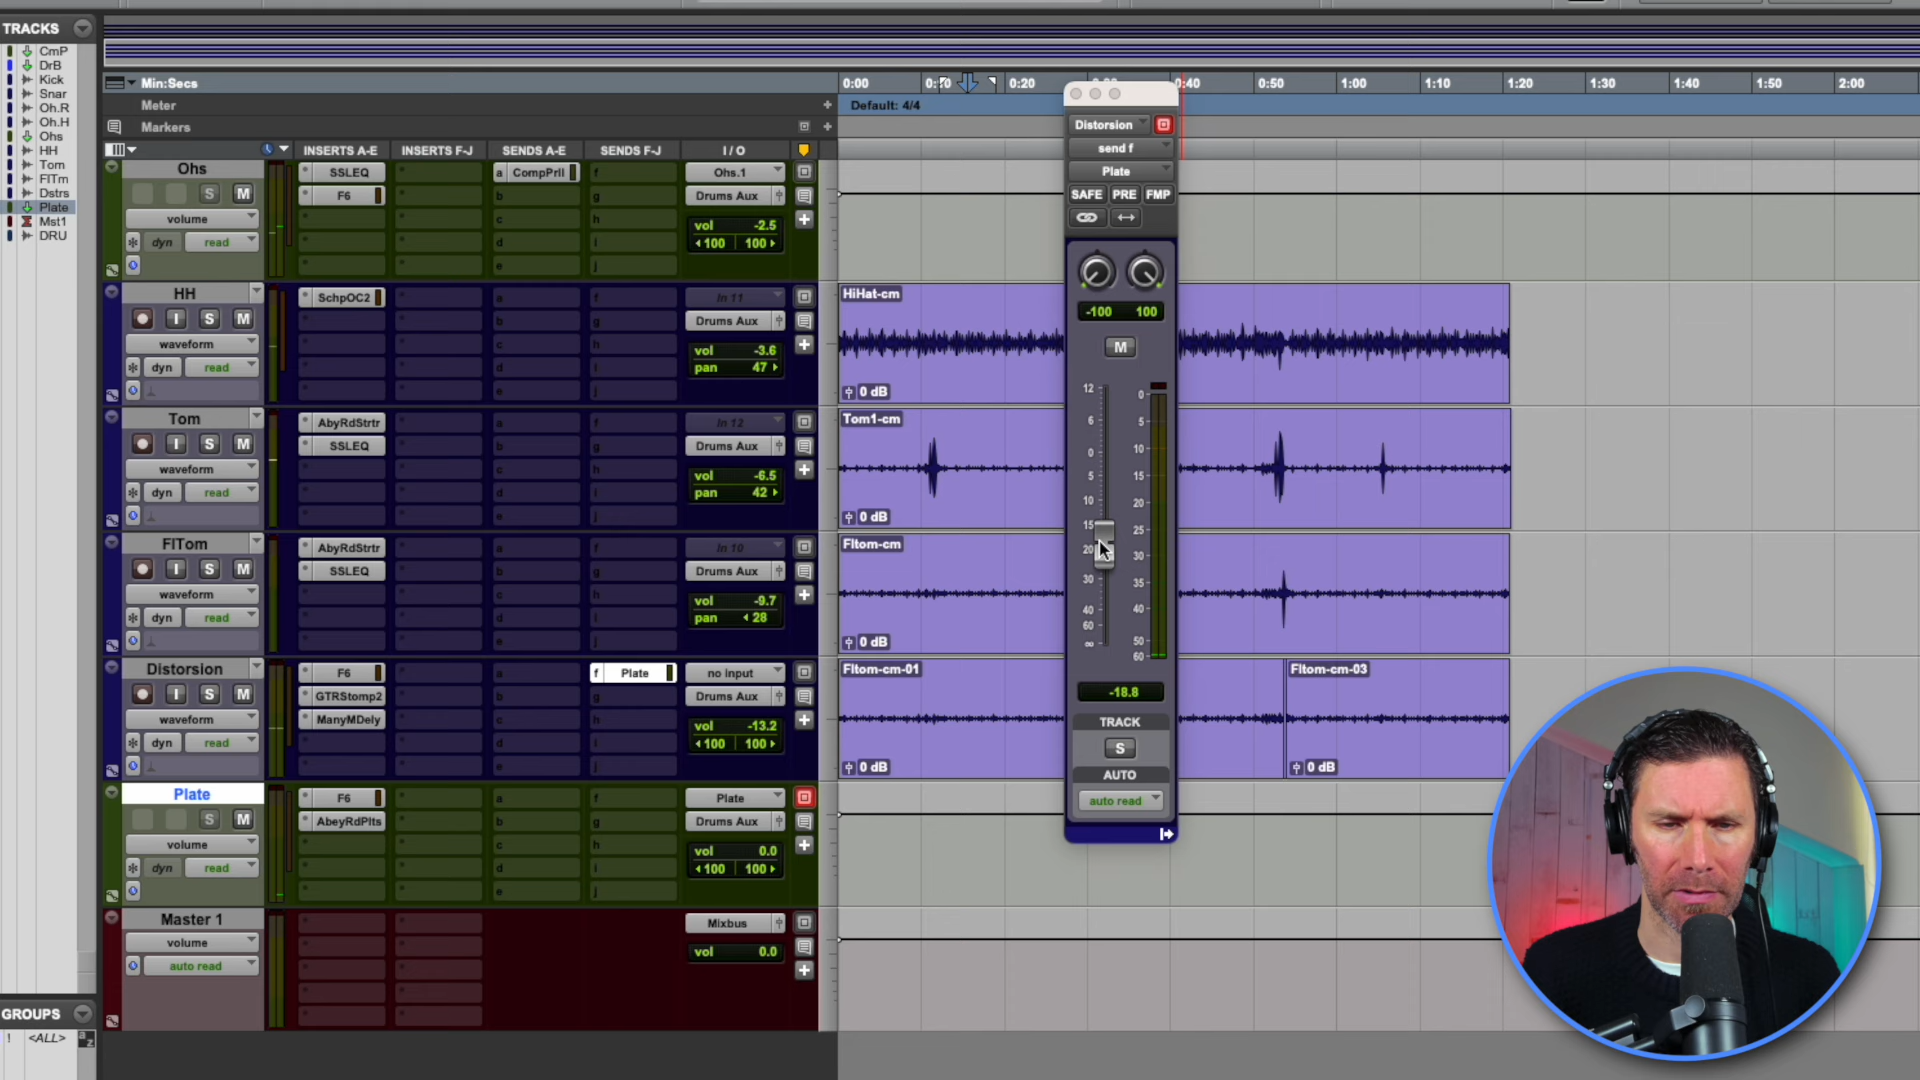 TRACKS
CmP
DrB
Kick
Snar
Oh.R
Oh.H
Ohs
HH
Tom
FlTm
Dstrs
Plate
Mst1
DRU
GROUPS
! <ALL> a z
Min:Secs 0:00 0:10 0:20 0:40 0:50 1:00 1:10 1:20 1:30 1:40 1:50 2:00
Meter + Default: 4/4
Markers +
INSERTS A-E INSERTS F-J SENDS A-E SENDS F-J I / O
Ohs SSLEQ a CompPrll f Ohs.1
S M F6 b g Drums Aux
volume c h vol -2.5
dyn read d i 100 100
e j
HH SchpOC2 a f In 11 HiHat-cm
I S M b g Drums Aux
waveform c h vol -3.6
dyn read d i pan 47
e j 0 dB
Tom AbyRdStrtr a f In 12 Tom1-cm
I S M SSLEQ b g Drums Aux
waveform c h vol -6.5
dyn read d i pan 42
e j 0 dB
FlTom AbyRdStrtr a f In 10 Fltom-cm
I S M SSLEQ b g Drums Aux
waveform c h vol -9.7
dyn read d i pan 28
e j 0 dB
Distorsion F6 a f Plate no input Fltom-cm-01 Fltom-cm-03
I S M GTRStomp2 b g Drums Aux
waveform ManyMDely c h vol -13.2
dyn read d i 100 100
e j 0 dB 0 dB
Plate F6 a f Plate
S M AbeyRdPlts b g Drums Aux
volume c h vol 0.0
dyn read d i 100 100
e j
Master 1 Mixbus
volume vol 0.0
auto read
Distorsion
send f
Plate
SAFE PRE FMP
-100 100
M
12 0
6 5
0 10
5 15
10 20
15 25
20 30
30 35
40 40
60 50
∞ 60
-18.8
TRACK
S
AUTO
auto read